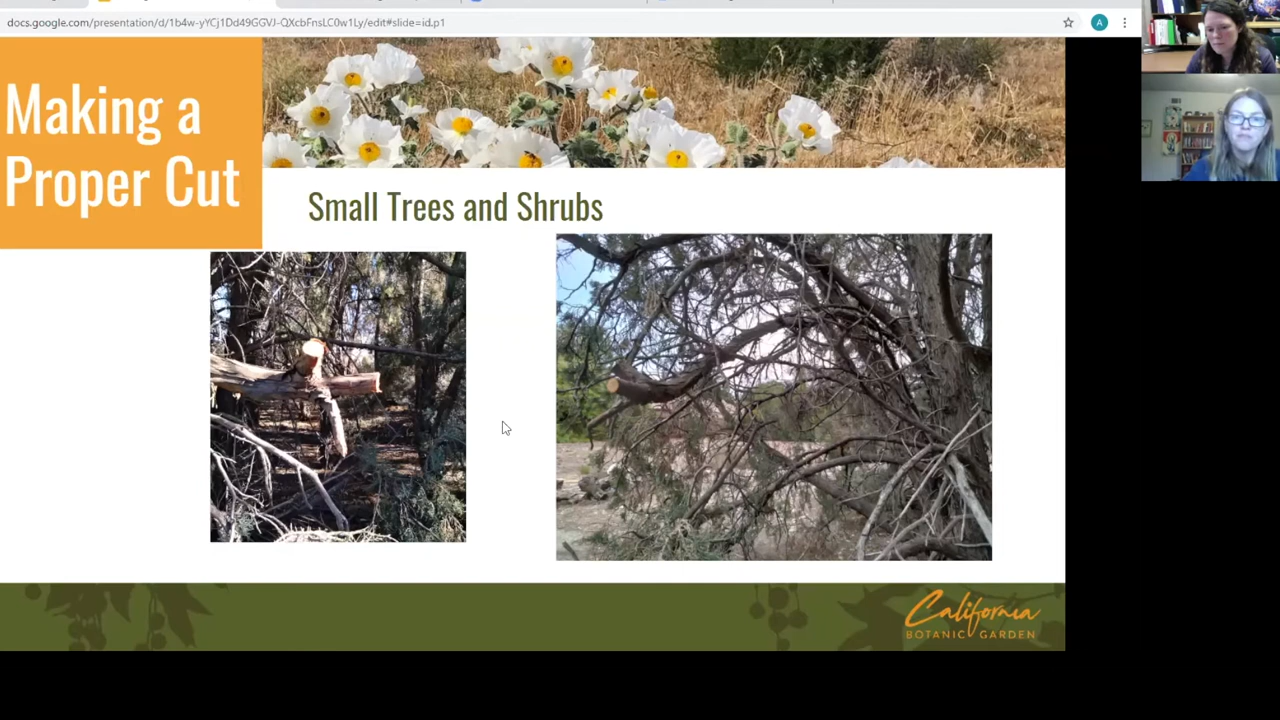 docs.google.com/presentation/d/1b4w-yYCj1Dd49GGVJ-QXcbFnsLC0w1Ly/edit#slide=id.p1
A
Making a
Proper Cut
Small Trees and Shrubs
California
BOTANIC GARDEN